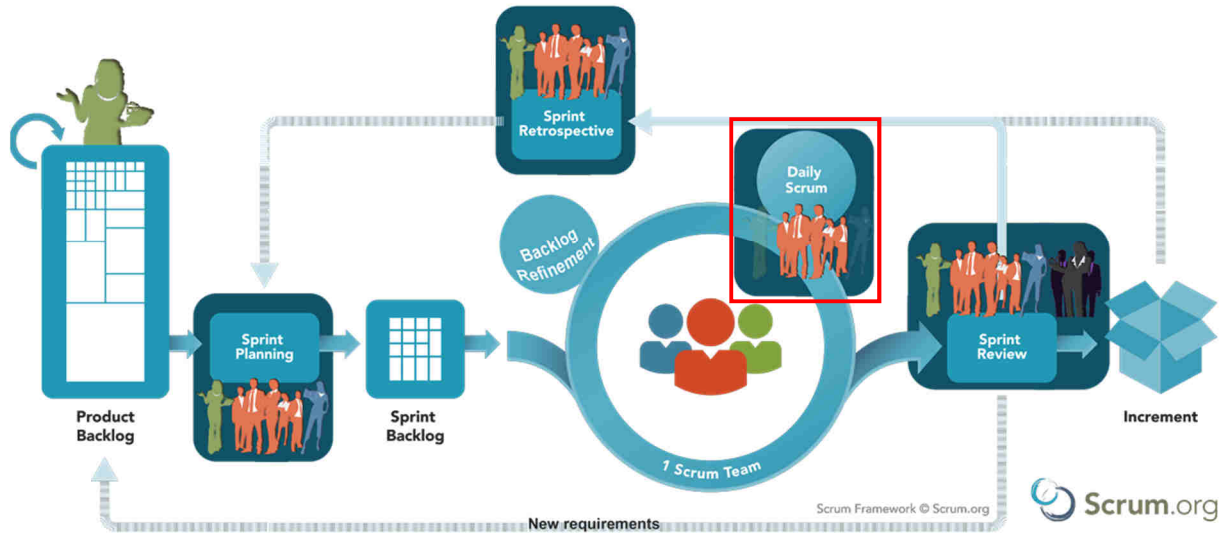 Sprint
Retrospective
Daily
Scrum
Backlog
Refinement
Sprint
Planning
Sprint
Review
Product
Backlog
Sprint
Backlog
Increment
1 Scrum Team
Scrum Framework © Scrum.org
Scrum.org
New requirements